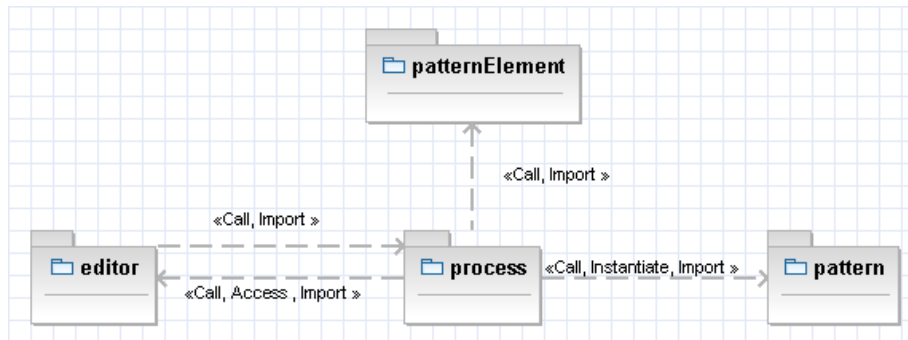 patternElement
«Call, Import »
«Call, Import »
editor
process
«Call, Instantiate, Import »
pattern
«Call, Access , Import »